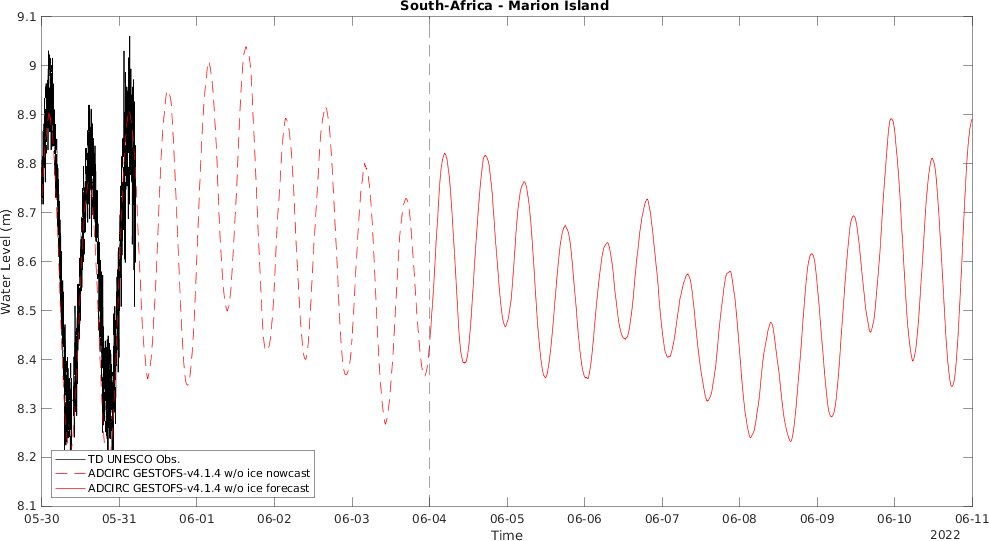 South-Africa - Marion Island
9.1
9
8.9
8.8
8.7
8.6
8.5
8.4
8.3
8.2
8.1
Water Level (m)
TD UNESCO Obs.
ADCIRC GESTOFS-v4.1.4 w/o ice nowcast
ADCIRC GESTOFS-v4.1.4 w/o ice forecast
05-30 05-31 06-01 06-02 06-03 06-04 06-05 06-06 06-07 06-08 06-09 06-10 06-11
Time
2022